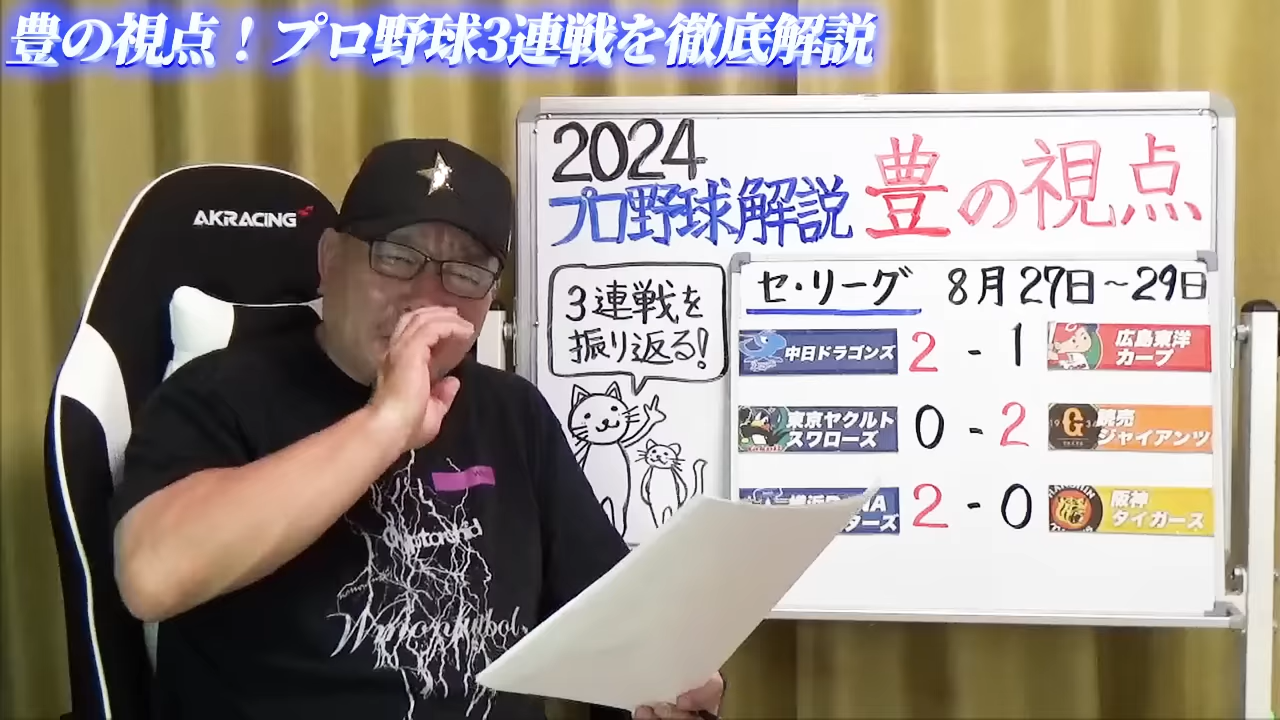 豊の視点！プロ野球3連戦を徹底解説
AKRACING
2024
プロ野球解説 豊の視点
3連戦を
振り返る!
セ・リーグ 8月27日~29日
中日ドラゴンズ 2 - 1 広島東洋
カープ
東京ヤクルト
スワローズ 0 - 2 読売
ジャイアンツ
2 - 0 阪神
タイガース